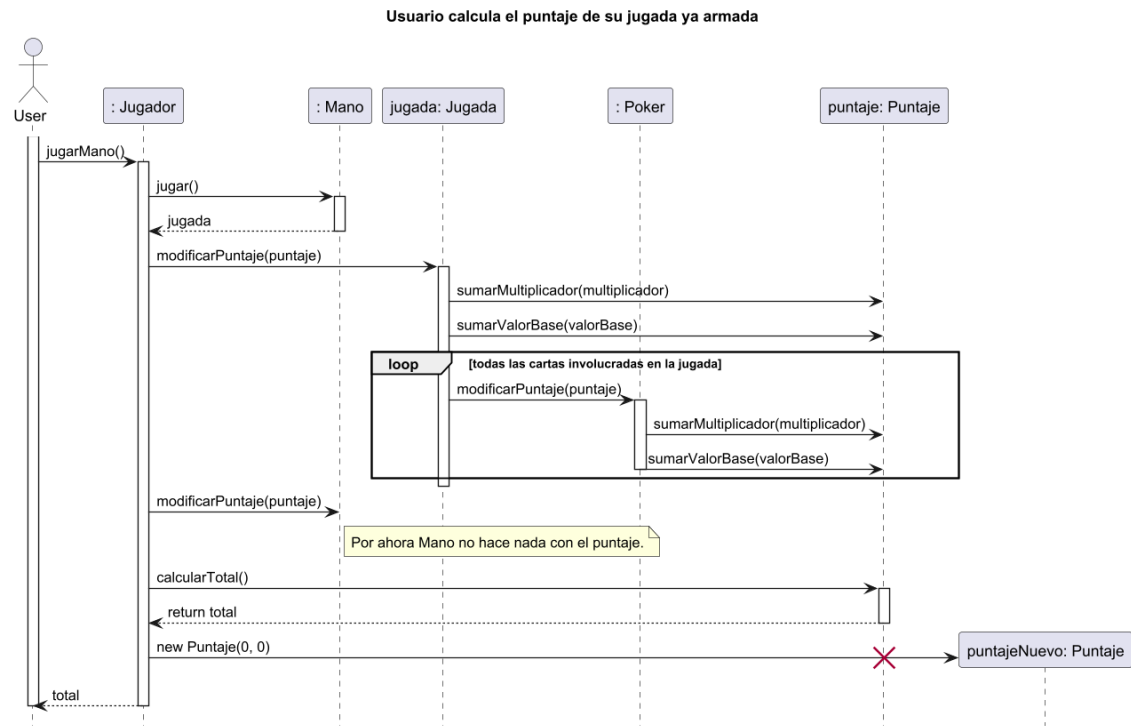 Usuario calcula el puntaje de su jugada ya armada
User
: Jugador
: Mano
jugada: Jugada
: Poker
puntaje: Puntaje
jugarMano()
jugar()
jugada
modificarPuntaje(puntaje)
sumarMultiplicador(multiplicador)
sumarValorBase(valorBase)
loop [todas las cartas involucradas en la jugada]
modificarPuntaje(puntaje)
sumarMultiplicador(multiplicador)
sumarValorBase(valorBase)
modificarPuntaje(puntaje)
Por ahora Mano no hace nada con el puntaje.
calcularTotal()
return total
new Puntaje(0, 0)
puntajeNuevo: Puntaje
total